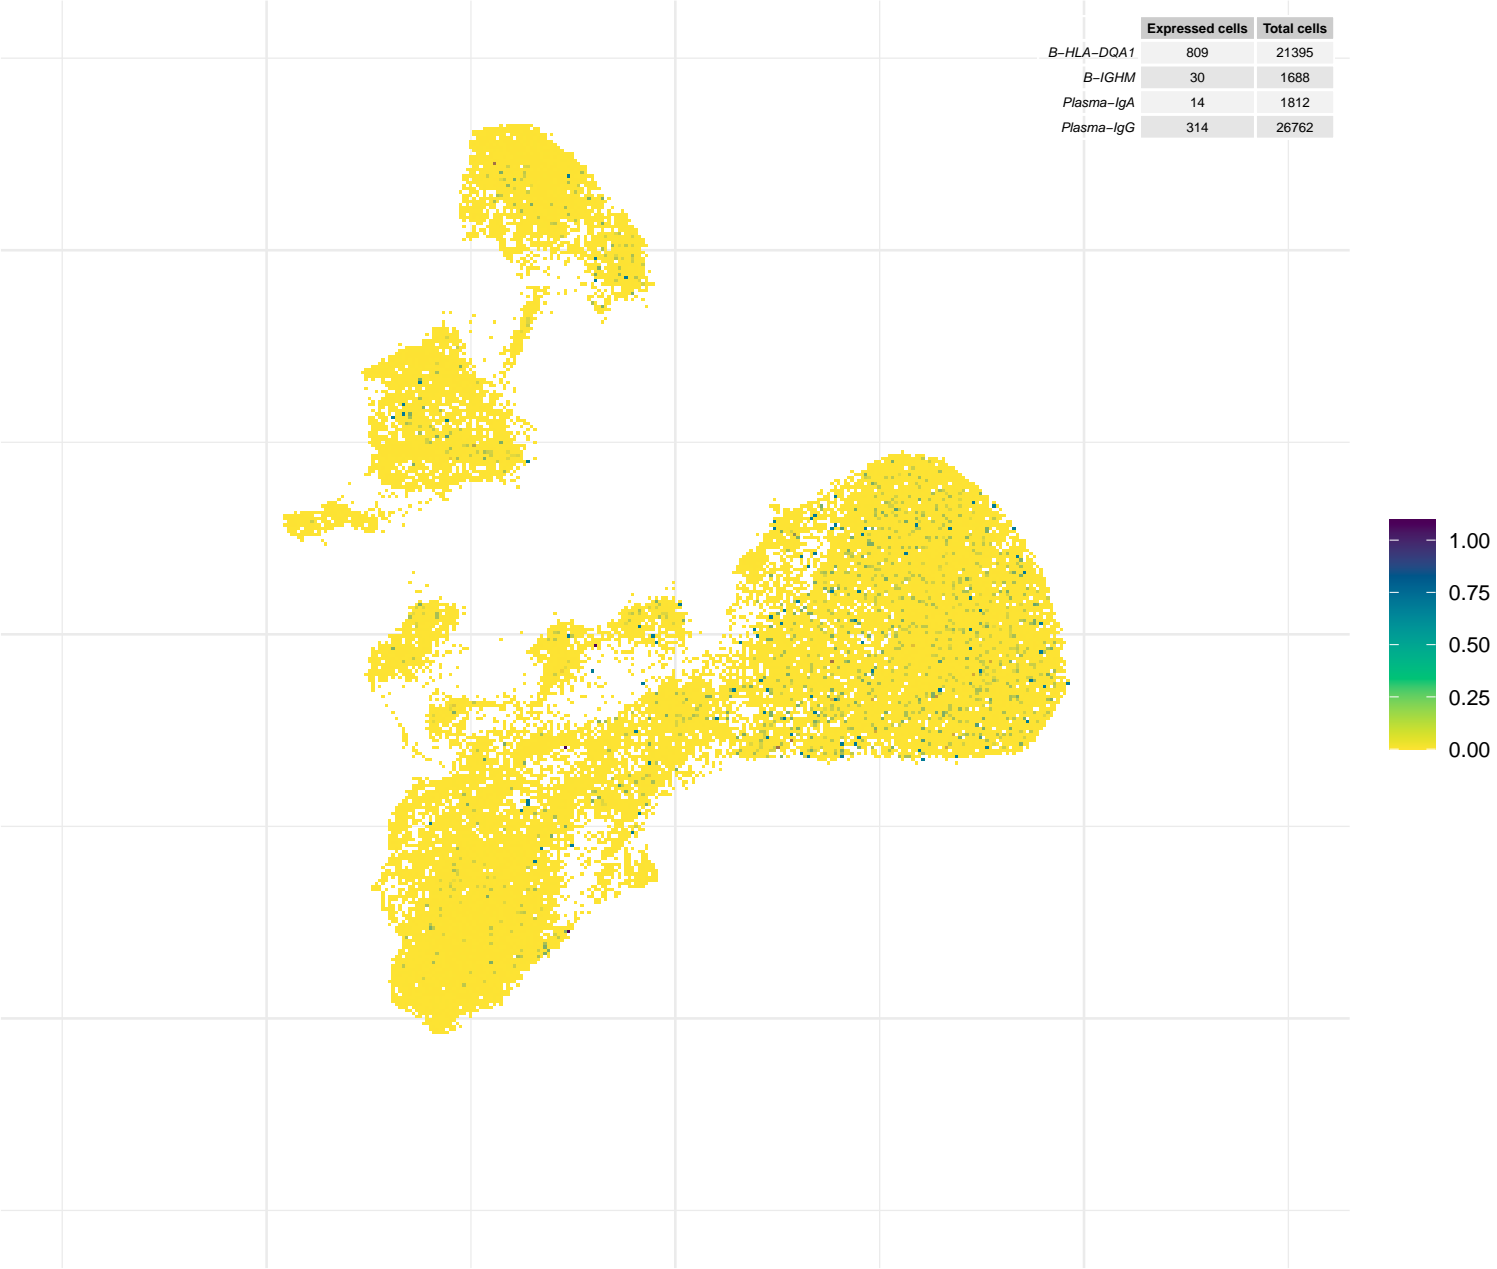 Expressed cells Total cells
B−HLA−DQA1 809 21395
B−IGHM 30 1688
Plasma−IgA 14 1812
Plasma−IgG 314 26762
1.00
0.75
0.50
0.25
0.00